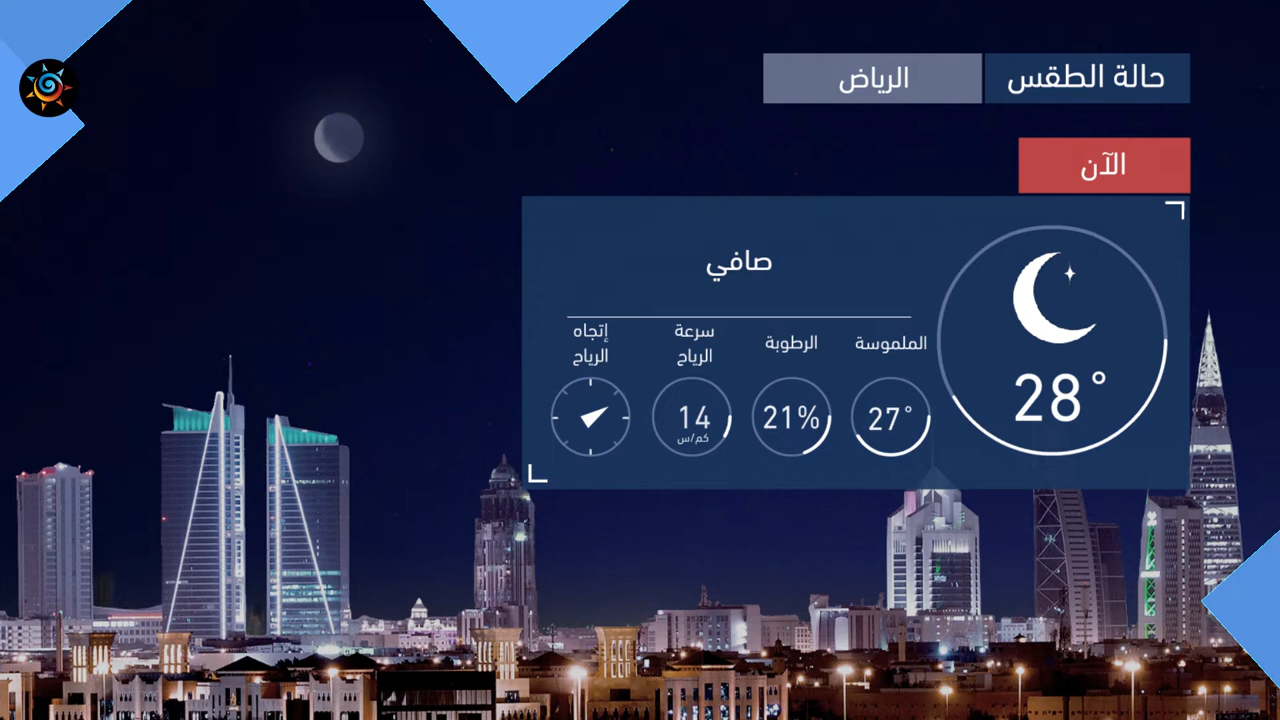 حالة الطقس
الرياض
الآن
28°
صافي
الملموسة
27°
الرطوبة
21%
سرعة
الرياح
14
كم/س
إتجاه
الرياح